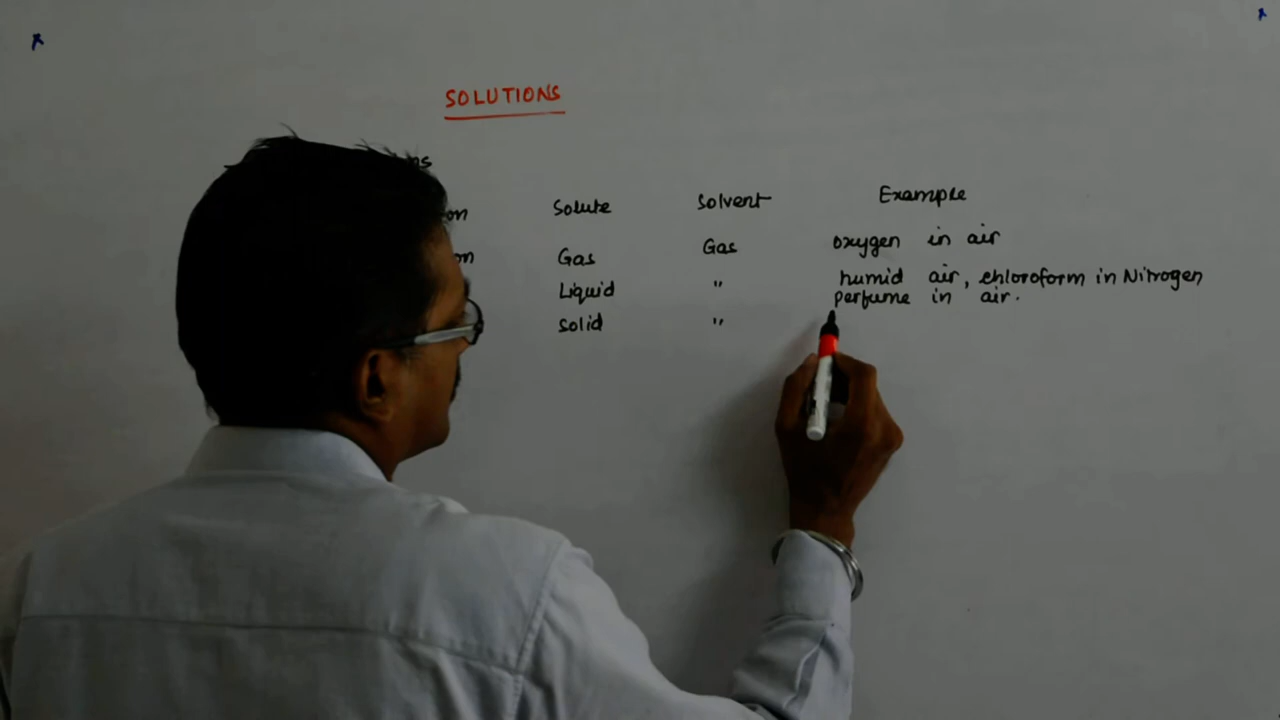 SOLUTIONS
Solute Solvent Example
Gas Gas oxygen in air
Liquid " humid air, chloroform in Nitrogen
perfume in air.
Solid "